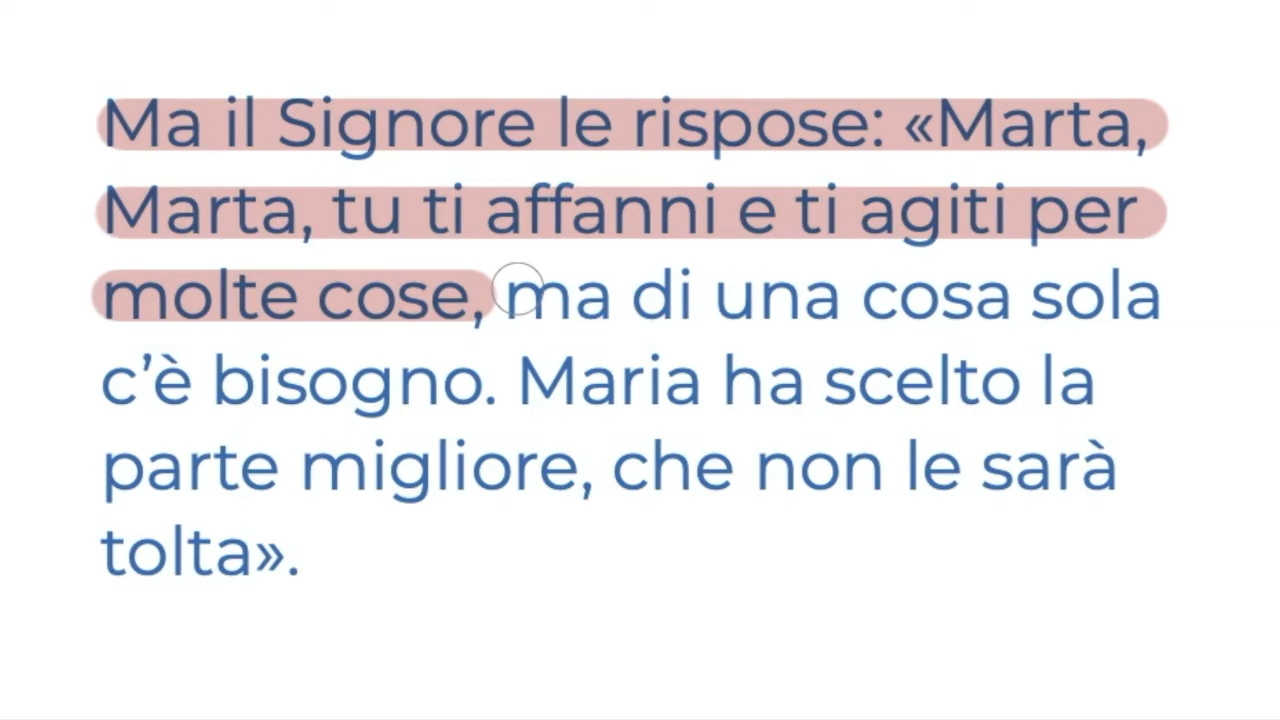 Ma il Signore le rispose: «Marta,
Marta, tu ti affanni e ti agiti per
molte cose, ma di una cosa sola
c’è bisogno. Maria ha scelto la
parte migliore, che non le sarà
tolta».